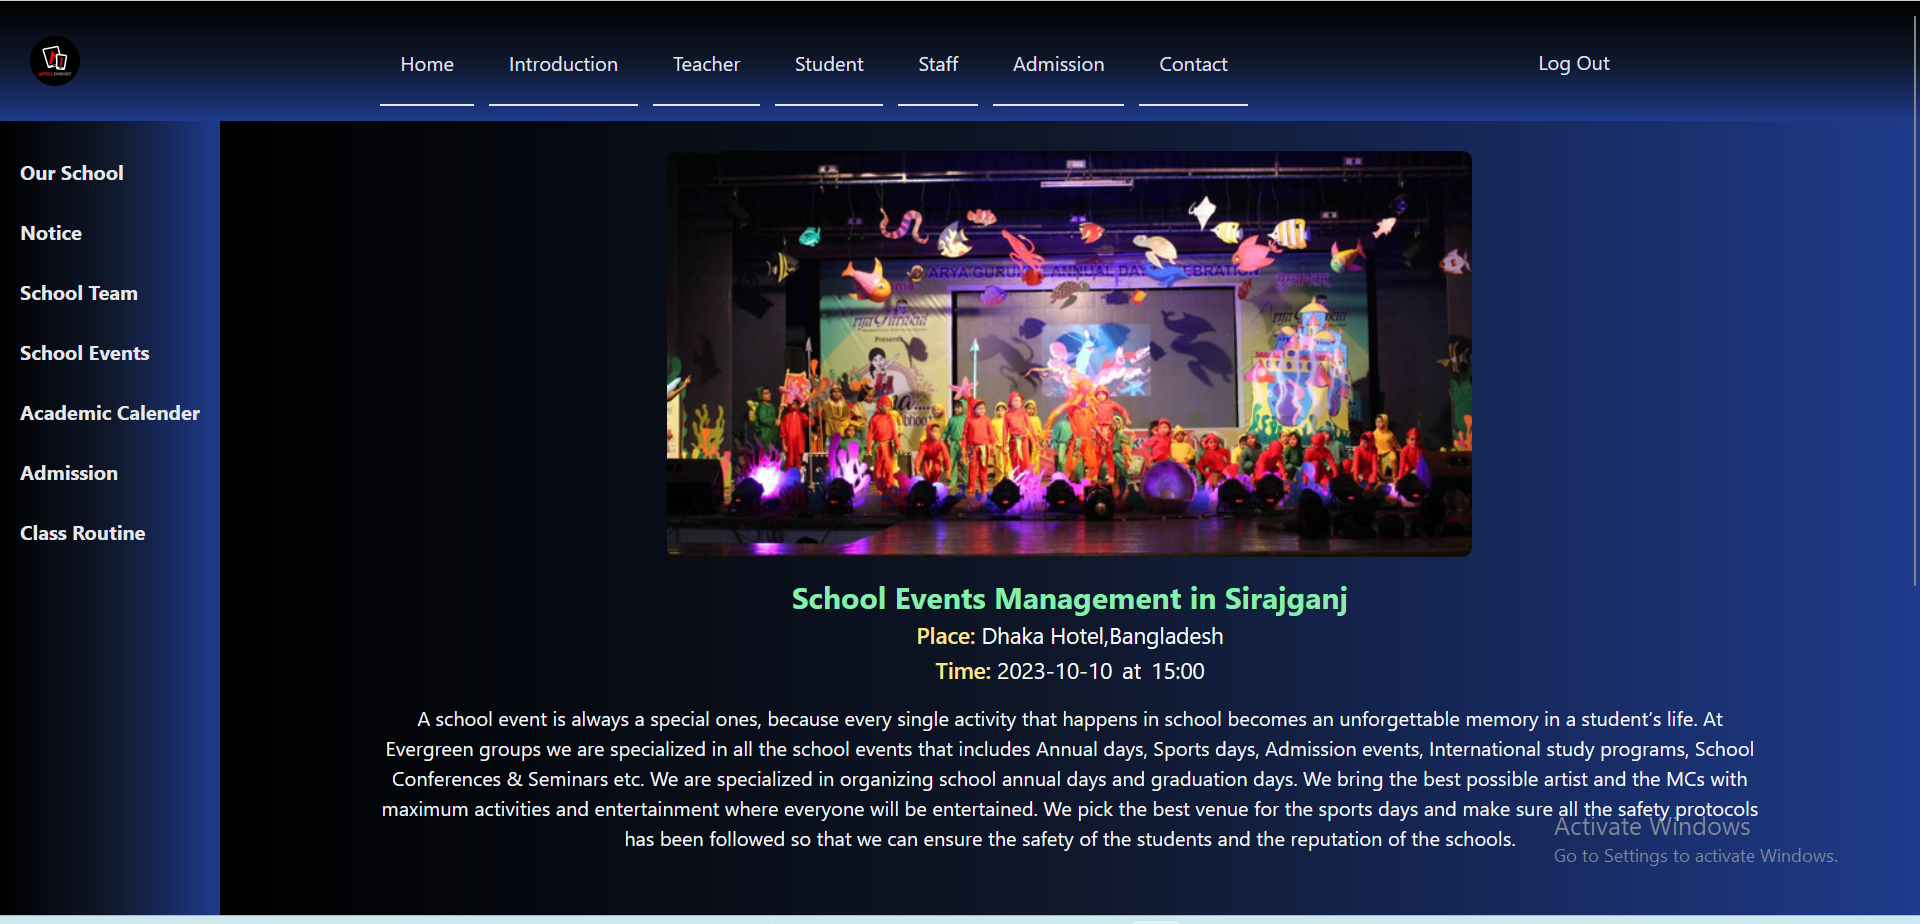 Home Introduction Teacher Student Staff Admission Contact Log Out
Our School
Notice
School Team
School Events
Academic Calender
Admission
Class Routine
Presents
School Events Management in Sirajganj
Place: Dhaka Hotel,Bangladesh
Time: 2023-10-10 at 15:00
A school event is always a special ones, because every single activity that happens in school becomes an unforgettable memory in a student’s life. At
Evergreen groups we are specialized in all the school events that includes Annual days, Sports days, Admission events, International study programs, School
Conferences & Seminars etc. We are specialized in organizing school annual days and graduation days. We bring the best possible artist and the MCs with
maximum activities and entertainment where everyone will be entertained. We pick the best venue for the sports days and make sure all the safety protocols
has been followed so that we can ensure the safety of the students and the reputation of the schools.
Activate Windows
Go to Settings to activate Windows.